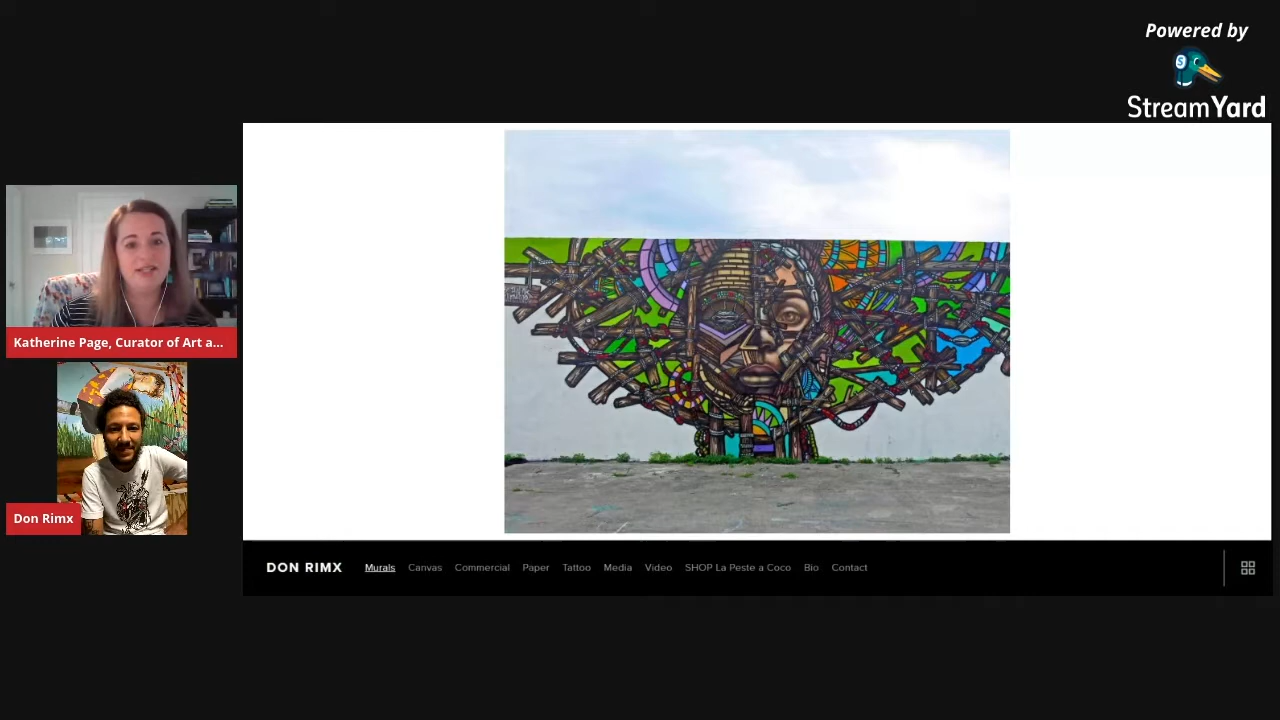 Powered by
StreamYard
Katherine Page, Curator of Art a...
Don Rimx
DON RIMX Murals Canvas Commercial Paper Tattoo Media Video SHOP La Peste a Coco Bio Contact